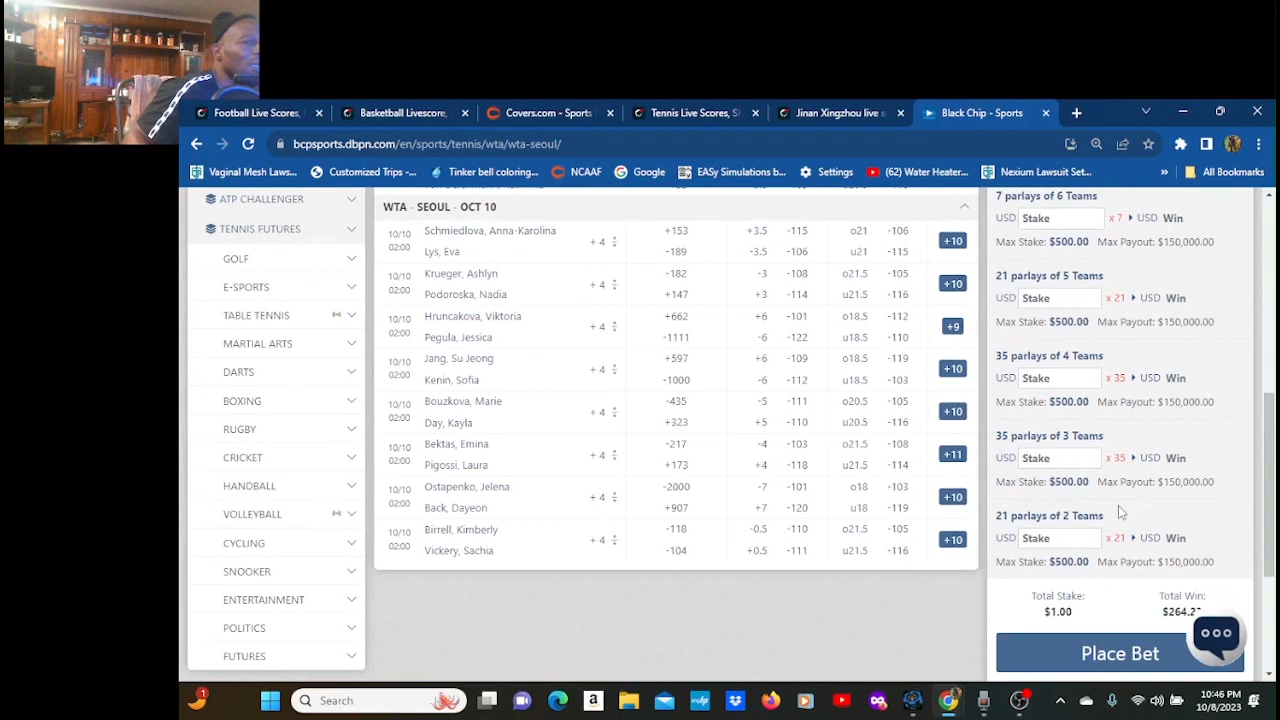 Football Live Scores,
Basketball Livescore,
Covers.com - Sports
Tennis Live Scores, S
Jinan Xingzhou live s
Black Chip - Sports
bcpsports.dbpn.com/en/sports/tennis/wta/wta-seoul/
Vaginal Mesh Laws...
Customized Trips -...
Tinker bell coloring...
NCAAF
Google
EASy Simulations b...
Settings
(62) Water Heater...
Nexium Lawsuit Set...
»
All Bookmarks
ATP CHALLENGER
TENNIS FUTURES
GOLF
E-SPORTS
TABLE TENNIS
MARTIAL ARTS
DARTS
BOXING
RUGBY
CRICKET
HANDBALL
VOLLEYBALL
CYCLING
SNOOKER
ENTERTAINMENT
POLITICS
FUTURES
WTA - SEOUL - OCT 10
10/10 Schmiedlova, Anna-Karolina +153 +3.5 -115 o21 -106
02:00 Lys, Eva + 4 -189 -3.5 -106 u21 -115 +10
10/10 Krueger, Ashlyn -182 -3 -108 o21.5 -105
02:00 Podoroska, Nadia + 4 +147 +3 -114 u21.5 -116 +10
10/10 Hruncakova, Viktoria +662 +6 -101 o18.5 -112
02:00 Pegula, Jessica + 4 -1111 -6 -122 u18.5 -110 +9
10/10 Jang, Su Jeong +597 +6 -109 o18.5 -119
02:00 Kenin, Sofia + 4 -1000 -6 -112 u18.5 -103 +10
10/10 Bouzkova, Marie -435 -5 -111 o20.5 -105
02:00 Day, Kayla + 4 +323 +5 -110 u20.5 -116 +10
10/10 Bektas, Emina -217 -4 -103 o21.5 -108
02:00 Pigossi, Laura + 4 +173 +4 -118 u21.5 -114 +11
10/10 Ostapenko, Jelena -2000 -7 -101 o18 -103
02:00 Back, Dayeon + 4 +907 +7 -120 u18 -119 +10
10/10 Birrell, Kimberly -118 -0.5 -110 o21.5 -105
02:00 Vickery, Sachia + 4 -104 +0.5 -111 u21.5 -116 +10
7 parlays of 6 Teams
USD Stake x 7 USD Win
Max Stake: $500.00 Max Payout: $150,000.00
21 parlays of 5 Teams
USD Stake x 21 USD Win
Max Stake: $500.00 Max Payout: $150,000.00
35 parlays of 4 Teams
USD Stake x 35 USD Win
Max Stake: $500.00 Max Payout: $150,000.00
35 parlays of 3 Teams
USD Stake x 35 USD Win
Max Stake: $500.00 Max Payout: $150,000.00
21 parlays of 2 Teams
USD Stake x 21 USD Win
Max Stake: $500.00 Max Payout: $150,000.00
Total Stake: Total Win:
$1.00 $264.2
Place Bet
1
Search
10:46 PM
10/8/2023